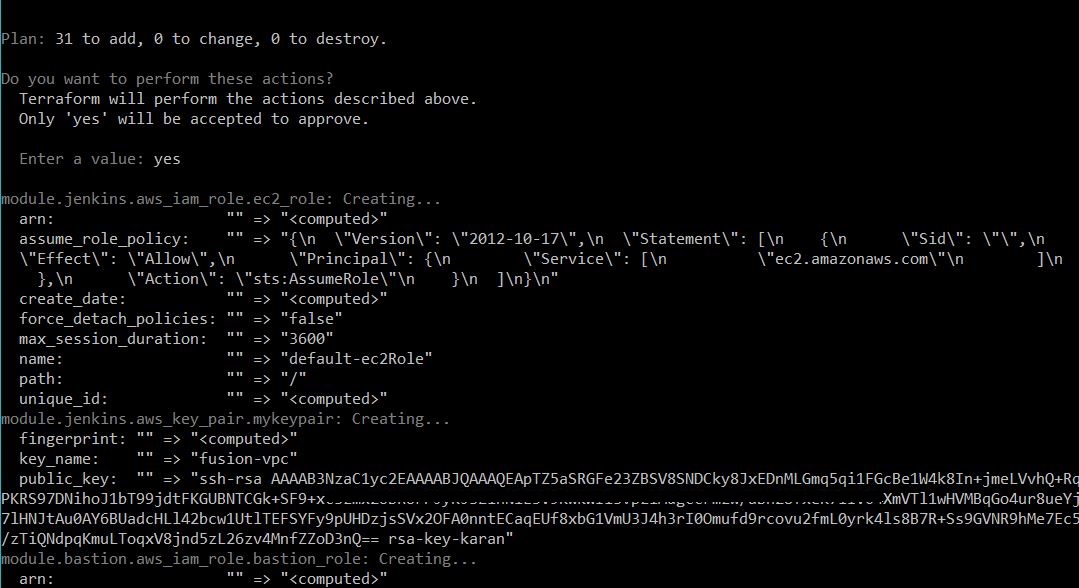 Plan: 31 to add, 0 to change, 0 to destroy.
Do you want to perform these actions?
Terraform will perform the actions described above.
Only 'yes' will be accepted to approve.
Enter a value: yes
module.jenkins.aws_iam_role.ec2_role: Creating...
arn: "" => "<computed>"
assume_role_policy: "" => "{\n \"Version\": \"2012-10-17\",\n \"Statement\": [\n {\n \"Sid\": \"\",\n
\"Effect\": \"Allow\",\n \"Principal\": {\n \"Service\": [\n \"ec2.amazonaws.com\"\n ]\n
},\n \"Action\": \"sts:AssumeRole\"\n }\n ]\n}\n"
create_date: "" => "<computed>"
force_detach_policies: "" => "false"
max_session_duration: "" => "3600"
name: "" => "default-ec2Role"
path: "" => "/"
unique_id: "" => "<computed>"
module.jenkins.aws_key_pair.mykeypair: Creating...
fingerprint: "" => "<computed>"
key_name: "" => "fusion-vpc"
public_key: "" => "ssh-rsa AAAAB3NzaC1yc2EAAAABJQAAAQEApTZ5aSRGFe23ZBSV8SNDCky8JxEDnMLGmq5qi1FGcBe1W4k8In+jmeLVvhQ+Rq
PKRS97DNihoJ1bT99jdtFKGUBNTCGk+SF9+x
XmVTl1wHVMBqGo4ur8ueYj
7lHNJtAu0AY6BUadcHLl42bcw1UtlTEFSYFy9pUHDzjsSVx2OFA0nntECaqEUf8xbG1VmU3J4h3rI0Omufd9rcovu2fmL0yrk4ls8B7R+Ss9GVNR9hMe7Ec5
/zTiQNdpqKmuLToqxV8jnd5zL26zv4MnfZZoD3nQ== rsa-key-karan"
module.bastion.aws_iam_role.bastion_role: Creating...
arn: "" => "<computed>"